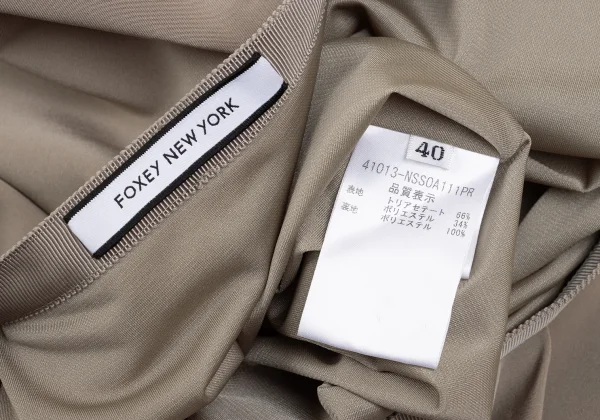 FOXEY NEW YORK
40
41013-NSSOA111PR
品質表示
表地 トリアセテート 66%
ポリエステル 34%
裏地 ポリエステル 100%